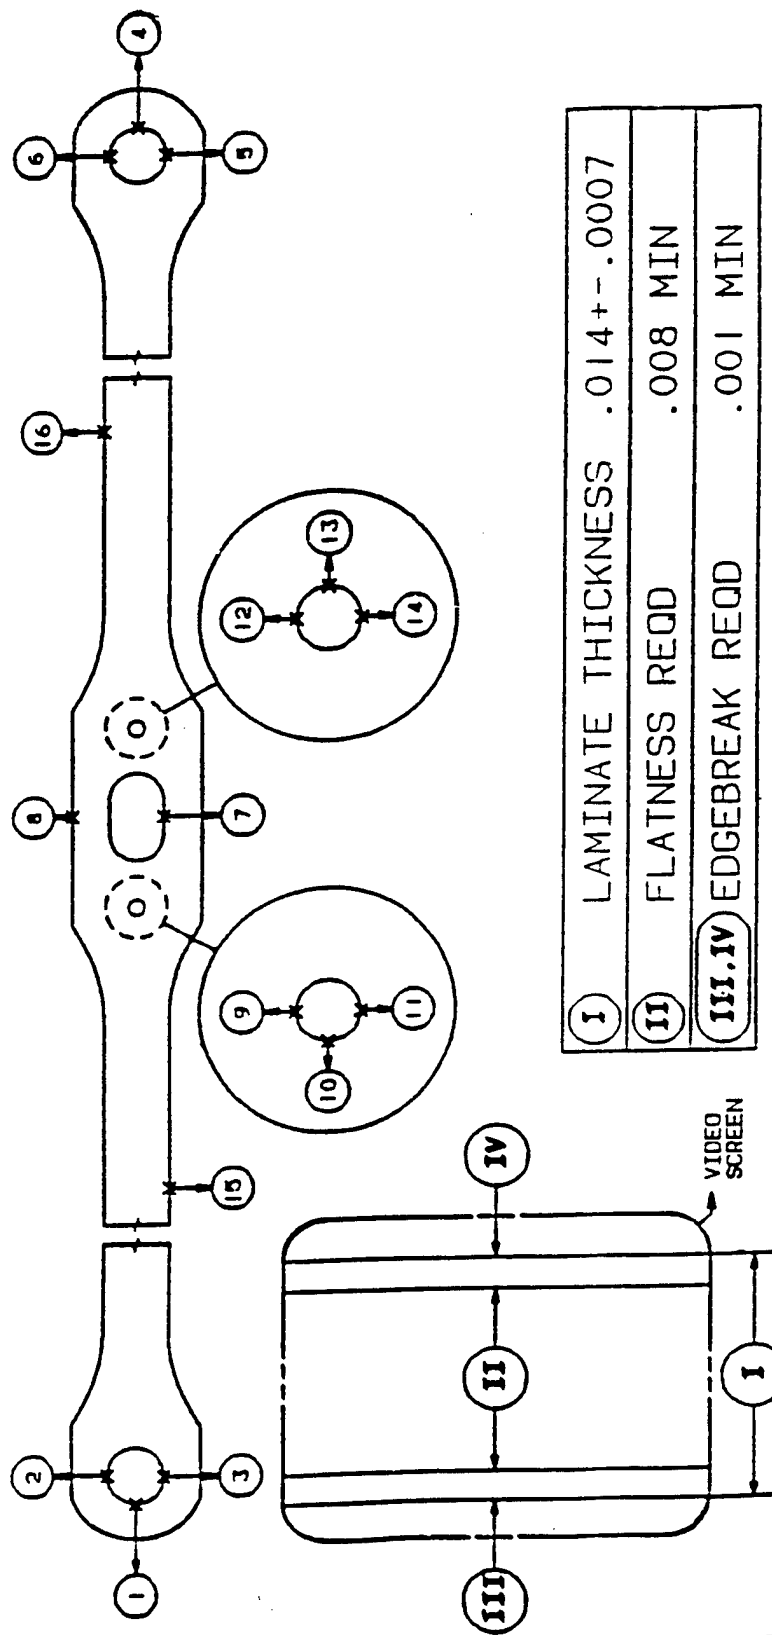 2
1
3
15
8
7
16
6
4
5
9
10
11
12
13
14
III
II
IV
I
VIDEO
SCREEN
I LAMINATE THICKNESS .014+-.0007
II FLATNESS REQD .008 MIN
III.IV EDGEBREAK REQD .001 MIN